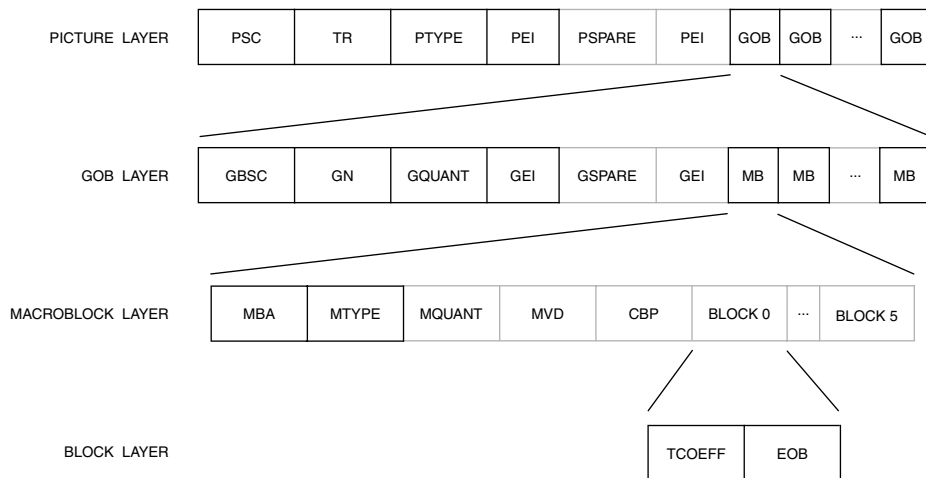 PICTURE LAYER PSC TR PTYPE PEI PSPARE PEI GOB GOB ... GOB
GOB LAYER GBSC GN GQUANT GEI GSPARE GEI MB MB ... MB
MACROBLOCK LAYER MBA MTYPE MQUANT MVD CBP BLOCK 0 ... BLOCK 5
BLOCK LAYER TCOEFF EOB